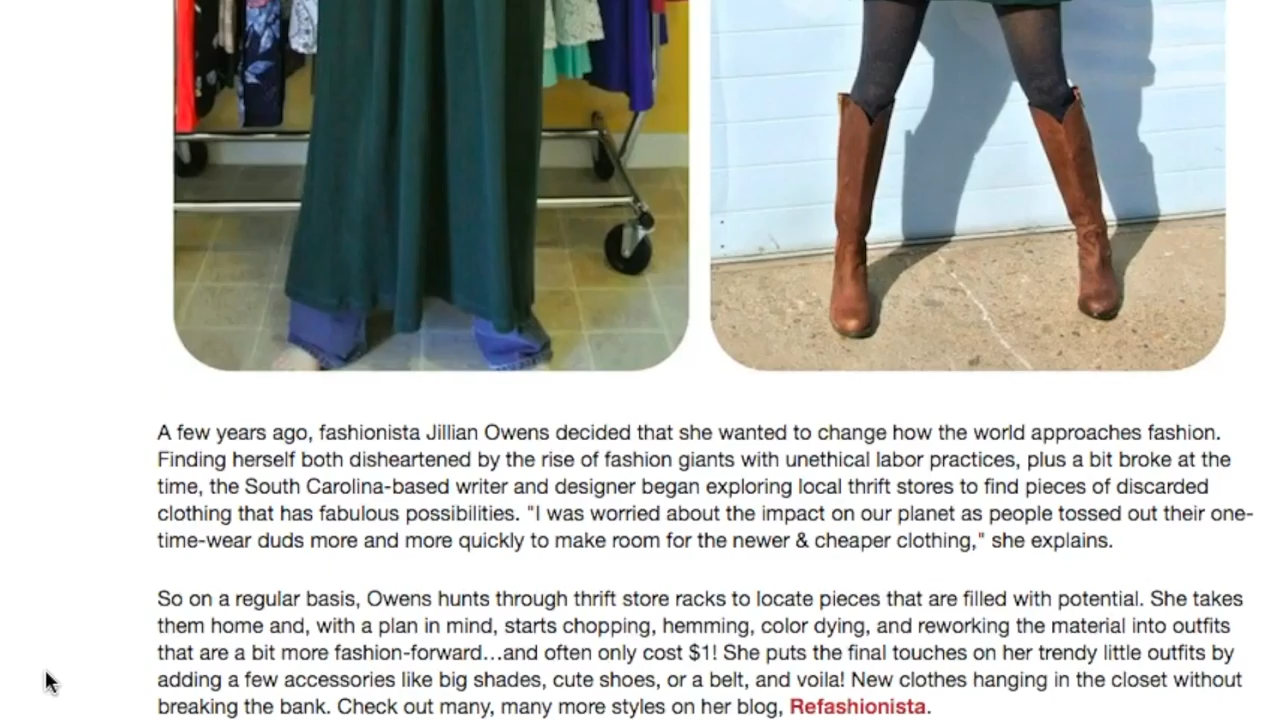 A few years ago, fashionista Jillian Owens decided that she wanted to change how the world approaches fashion.
Finding herself both disheartened by the rise of fashion giants with unethical labor practices, plus a bit broke at the
time, the South Carolina-based writer and designer began exploring local thrift stores to find pieces of discarded
clothing that has fabulous possibilities. "I was worried about the impact on our planet as people tossed out their one-
time-wear duds more and more quickly to make room for the newer & cheaper clothing," she explains.
So on a regular basis, Owens hunts through thrift store racks to locate pieces that are filled with potential. She takes
them home and, with a plan in mind, starts chopping, hemming, color dying, and reworking the material into outfits
that are a bit more fashion-forward...and often only cost $1! She puts the final touches on her trendy little outfits by
adding a few accessories like big shades, cute shoes, or a belt, and voila! New clothes hanging in the closet without
breaking the bank. Check out many, many more styles on her blog, Refashionista.